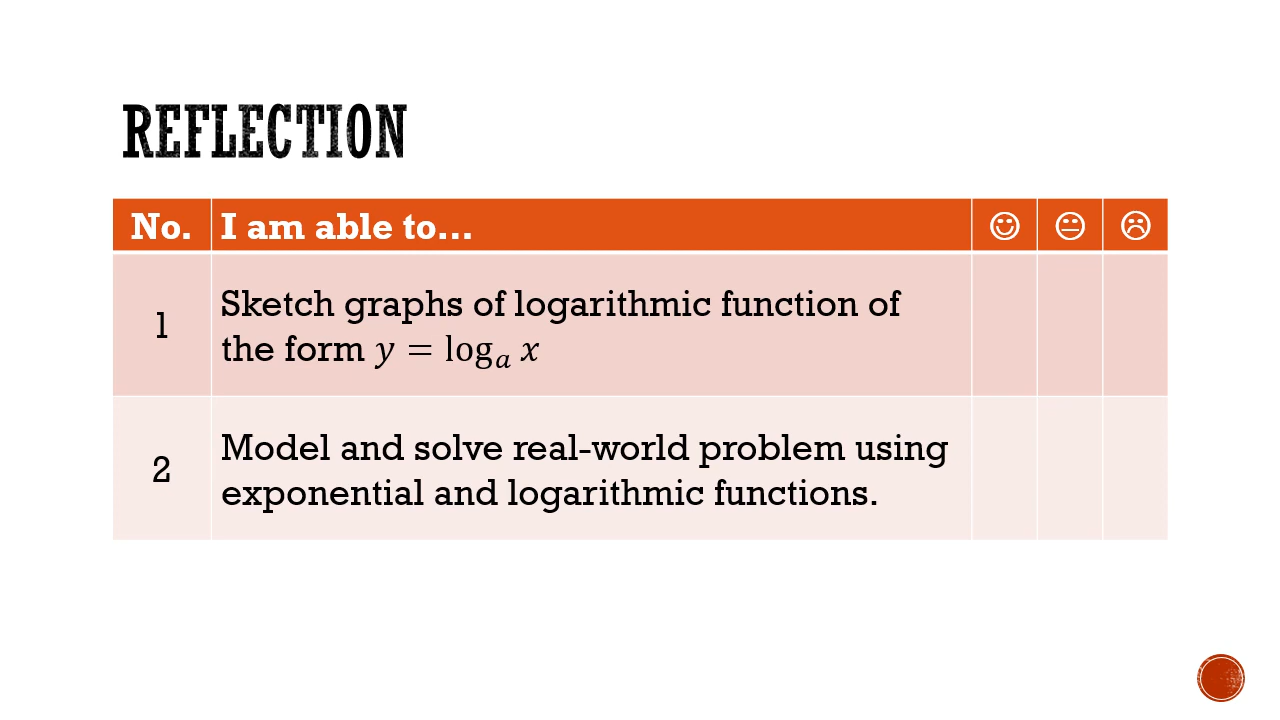 REFLECTION
No. I am able to... ☺ 😐 ☹
1 Sketch graphs of logarithmic function of
the form y = logₐ x
2 Model and solve real-world problem using
exponential and logarithmic functions.